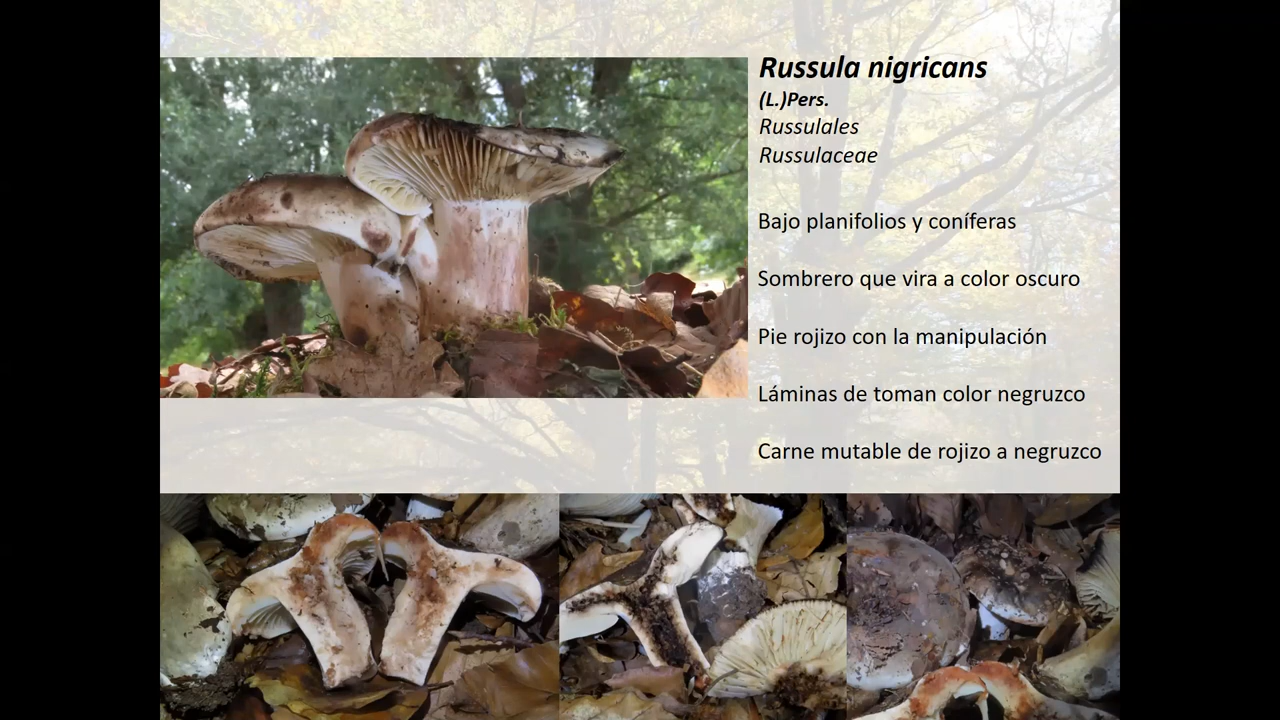 Russula nigricans
(L.)Pers.
Russulales
Russulaceae
Bajo planifolios y coníferas
Sombrero que vira a color oscuro
Pie rojizo con la manipulación
Láminas de toman color negruzco
Carne mutable de rojizo a negruzco